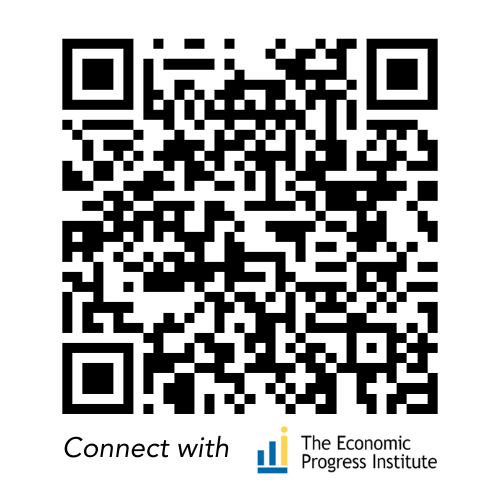 Connect with
The Economic
Progress Institute